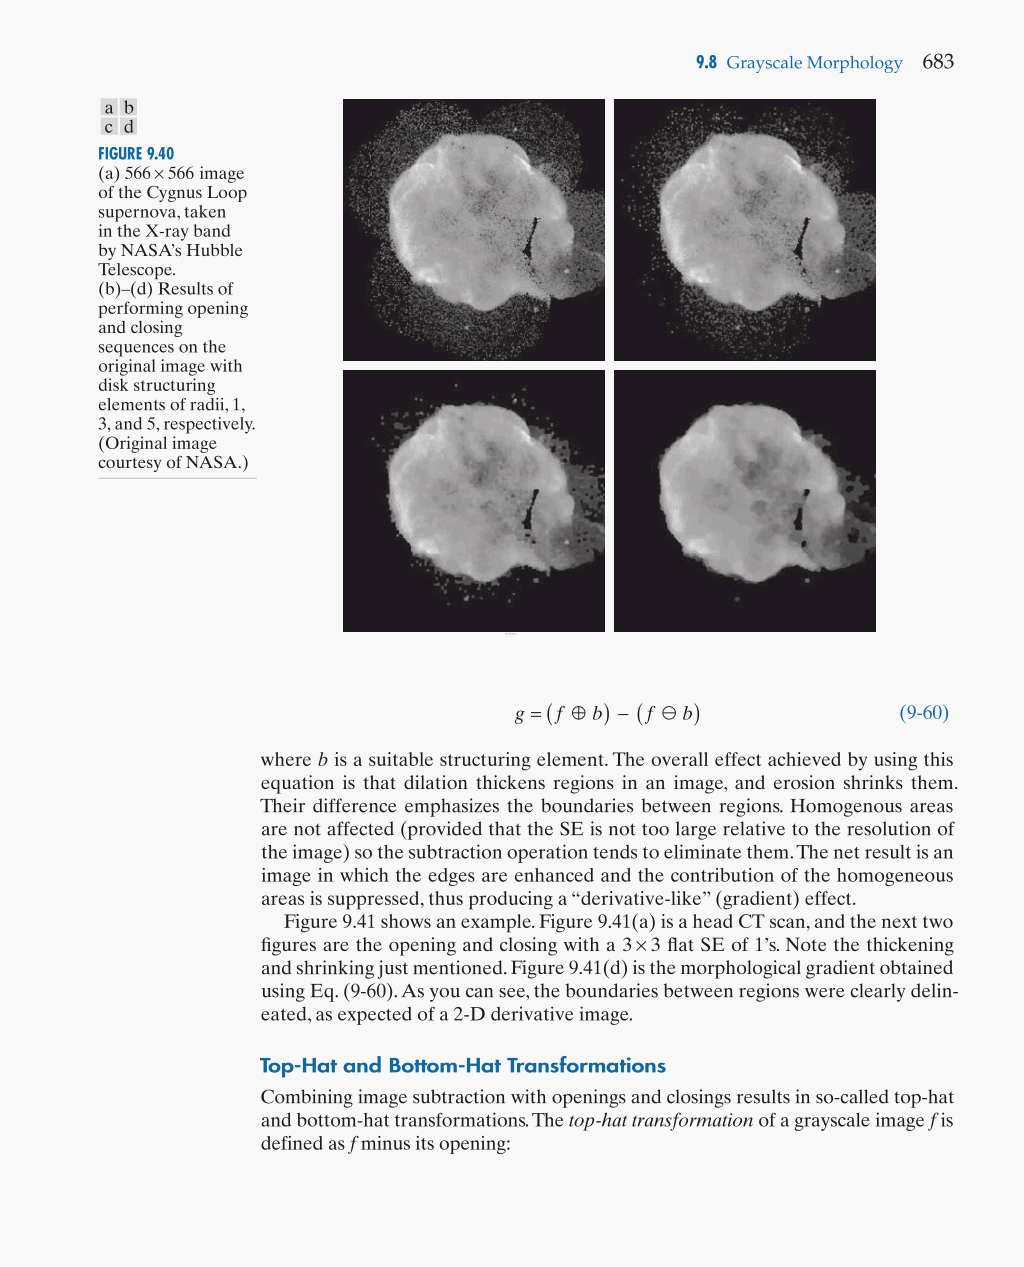 9.8 Grayscale Morphology 683
a b
c d
FIGURE 9.40
(a) 566 × 566 image
of the Cygnus Loop
supernova, taken
in the X-ray band
by NASA’s Hubble
Telescope.
(b)–(d) Results of
performing opening
and closing
sequences on the
original image with
disk structuring
elements of radii, 1,
3, and 5, respectively.
(Original image
courtesy of NASA.)
g = (f ⊕ b) − (f ⊖ b) (9-60)
where b is a suitable structuring element. The overall effect achieved by using this
equation is that dilation thickens regions in an image, and erosion shrinks them.
Their difference emphasizes the boundaries between regions. Homogenous areas
are not affected (provided that the SE is not too large relative to the resolution of
the image) so the subtraction operation tends to eliminate them. The net result is an
image in which the edges are enhanced and the contribution of the homogeneous
areas is suppressed, thus producing a “derivative-like” (gradient) effect.
Figure 9.41 shows an example. Figure 9.41(a) is a head CT scan, and the next two
figures are the opening and closing with a 3 × 3 flat SE of 1’s. Note the thickening
and shrinking just mentioned. Figure 9.41(d) is the morphological gradient obtained
using Eq. (9-60). As you can see, the boundaries between regions were clearly delin-
eated, as expected of a 2-D derivative image.
Top-Hat and Bottom-Hat Transformations
Combining image subtraction with openings and closings results in so-called top-hat
and bottom-hat transformations. The top-hat transformation of a grayscale image f is
defined as f minus its opening: